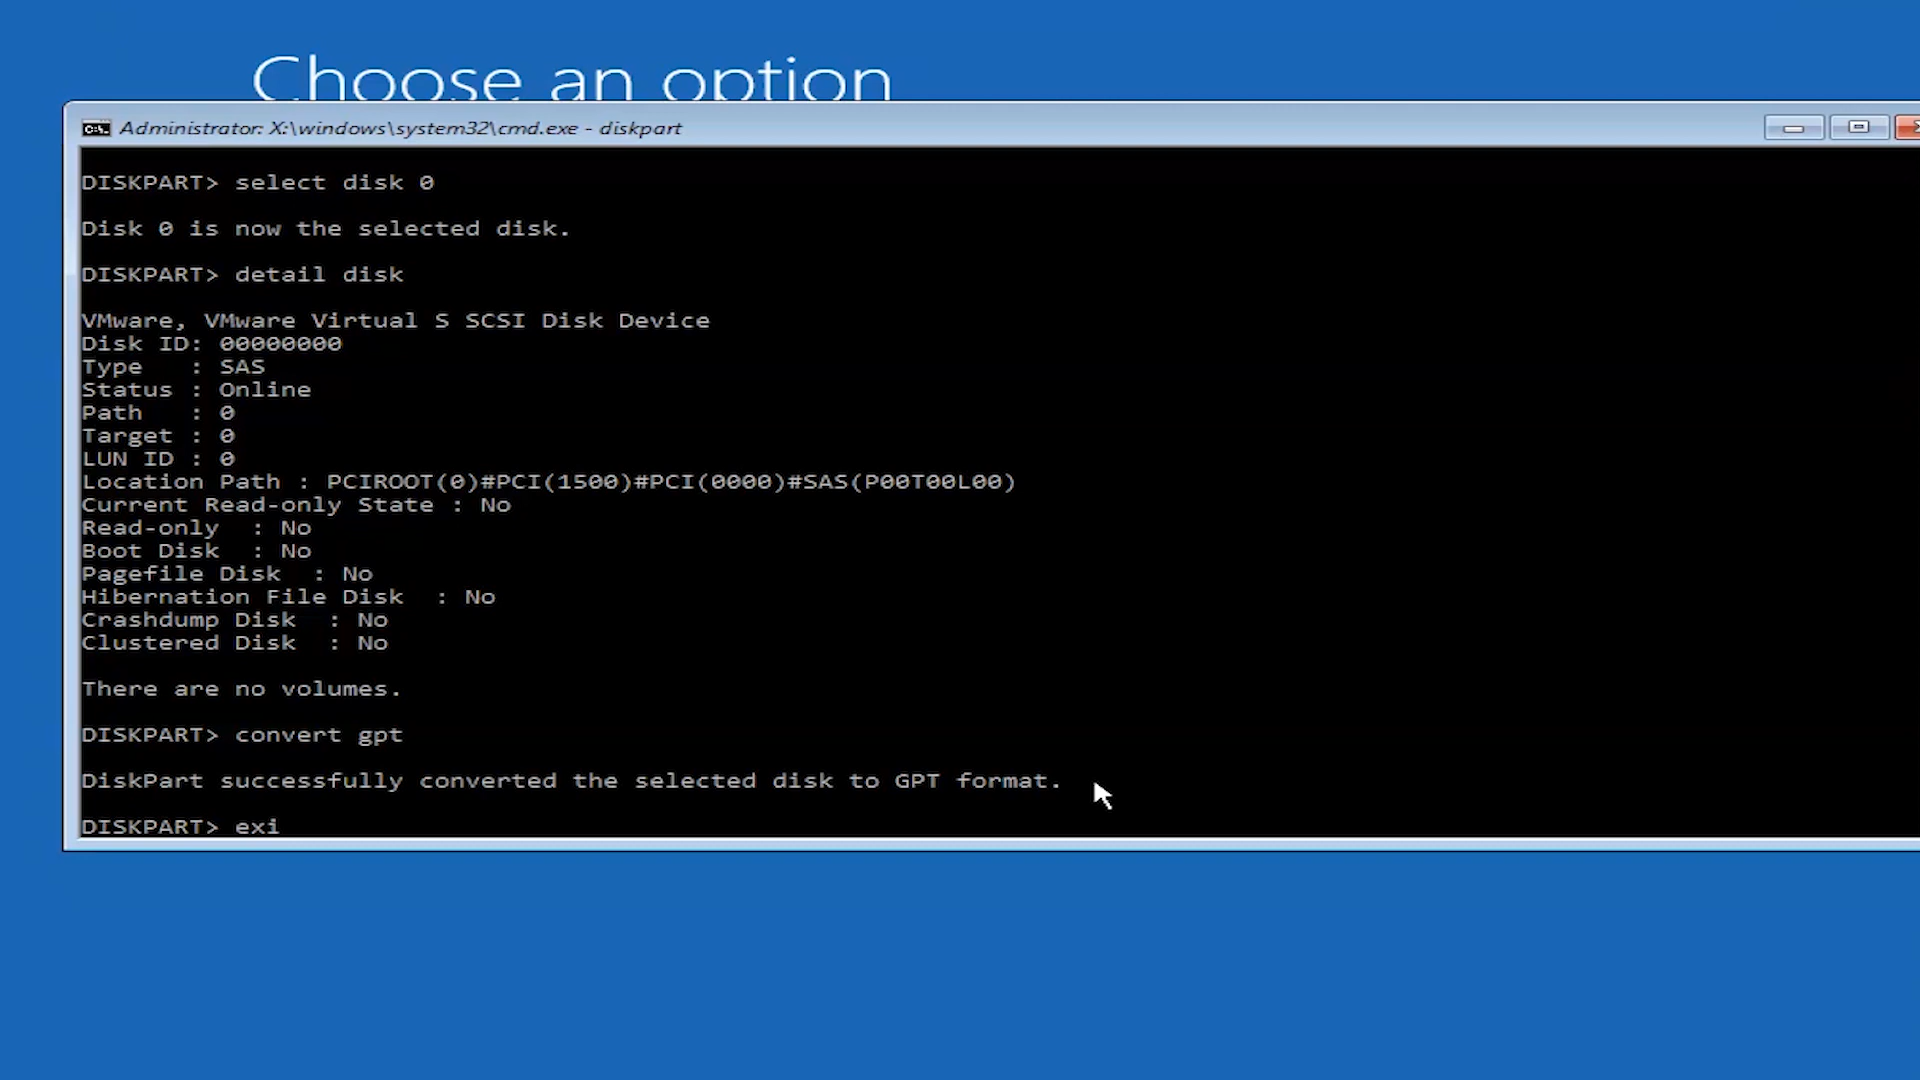 Choose an option
Administrator: X:\windows\system32\cmd.exe - diskpart
DISKPART> select disk 0
Disk 0 is now the selected disk.
DISKPART> detail disk
VMware, VMware Virtual S SCSI Disk Device
Disk ID: 00000000
Type   : SAS
Status : Online
Path   : 0
Target : 0
LUN ID : 0
Location Path : PCIROOT(0)#PCI(1500)#PCI(0000)#SAS(P00T00L00)
Current Read-only State : No
Read-only  : No
Boot Disk  : No
Pagefile Disk  : No
Hibernation File Disk  : No
Crashdump Disk  : No
Clustered Disk  : No
There are no volumes.
DISKPART> convert gpt
DiskPart successfully converted the selected disk to GPT format.
DISKPART> exi